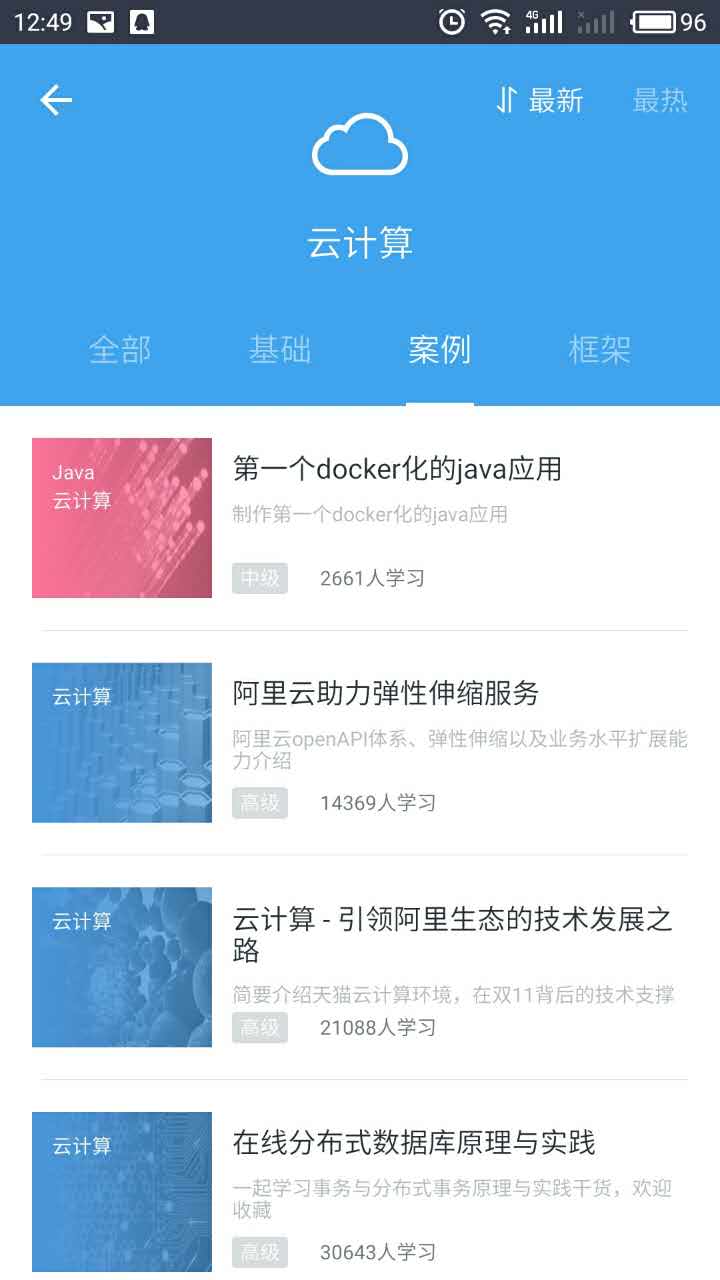 12:49
4G
96
最新
最热
云计算
全部
基础
案例
框架
Java
云计算
第一个docker化的java应用
制作第一个docker化的java应用
中级
2661人学习
云计算
阿里云助力弹性伸缩服务
阿里云openAPI体系、弹性伸缩以及业务水平扩展能
力介绍
高级
14369人学习
云计算
云计算 - 引领阿里生态的技术发展之
路
简要介绍天猫云计算环境，在双11背后的技术支撑
高级
21088人学习
云计算
在线分布式数据库原理与实践
一起学习事务与分布式事务原理与实践干货，欢迎
收藏
高级
30643人学习